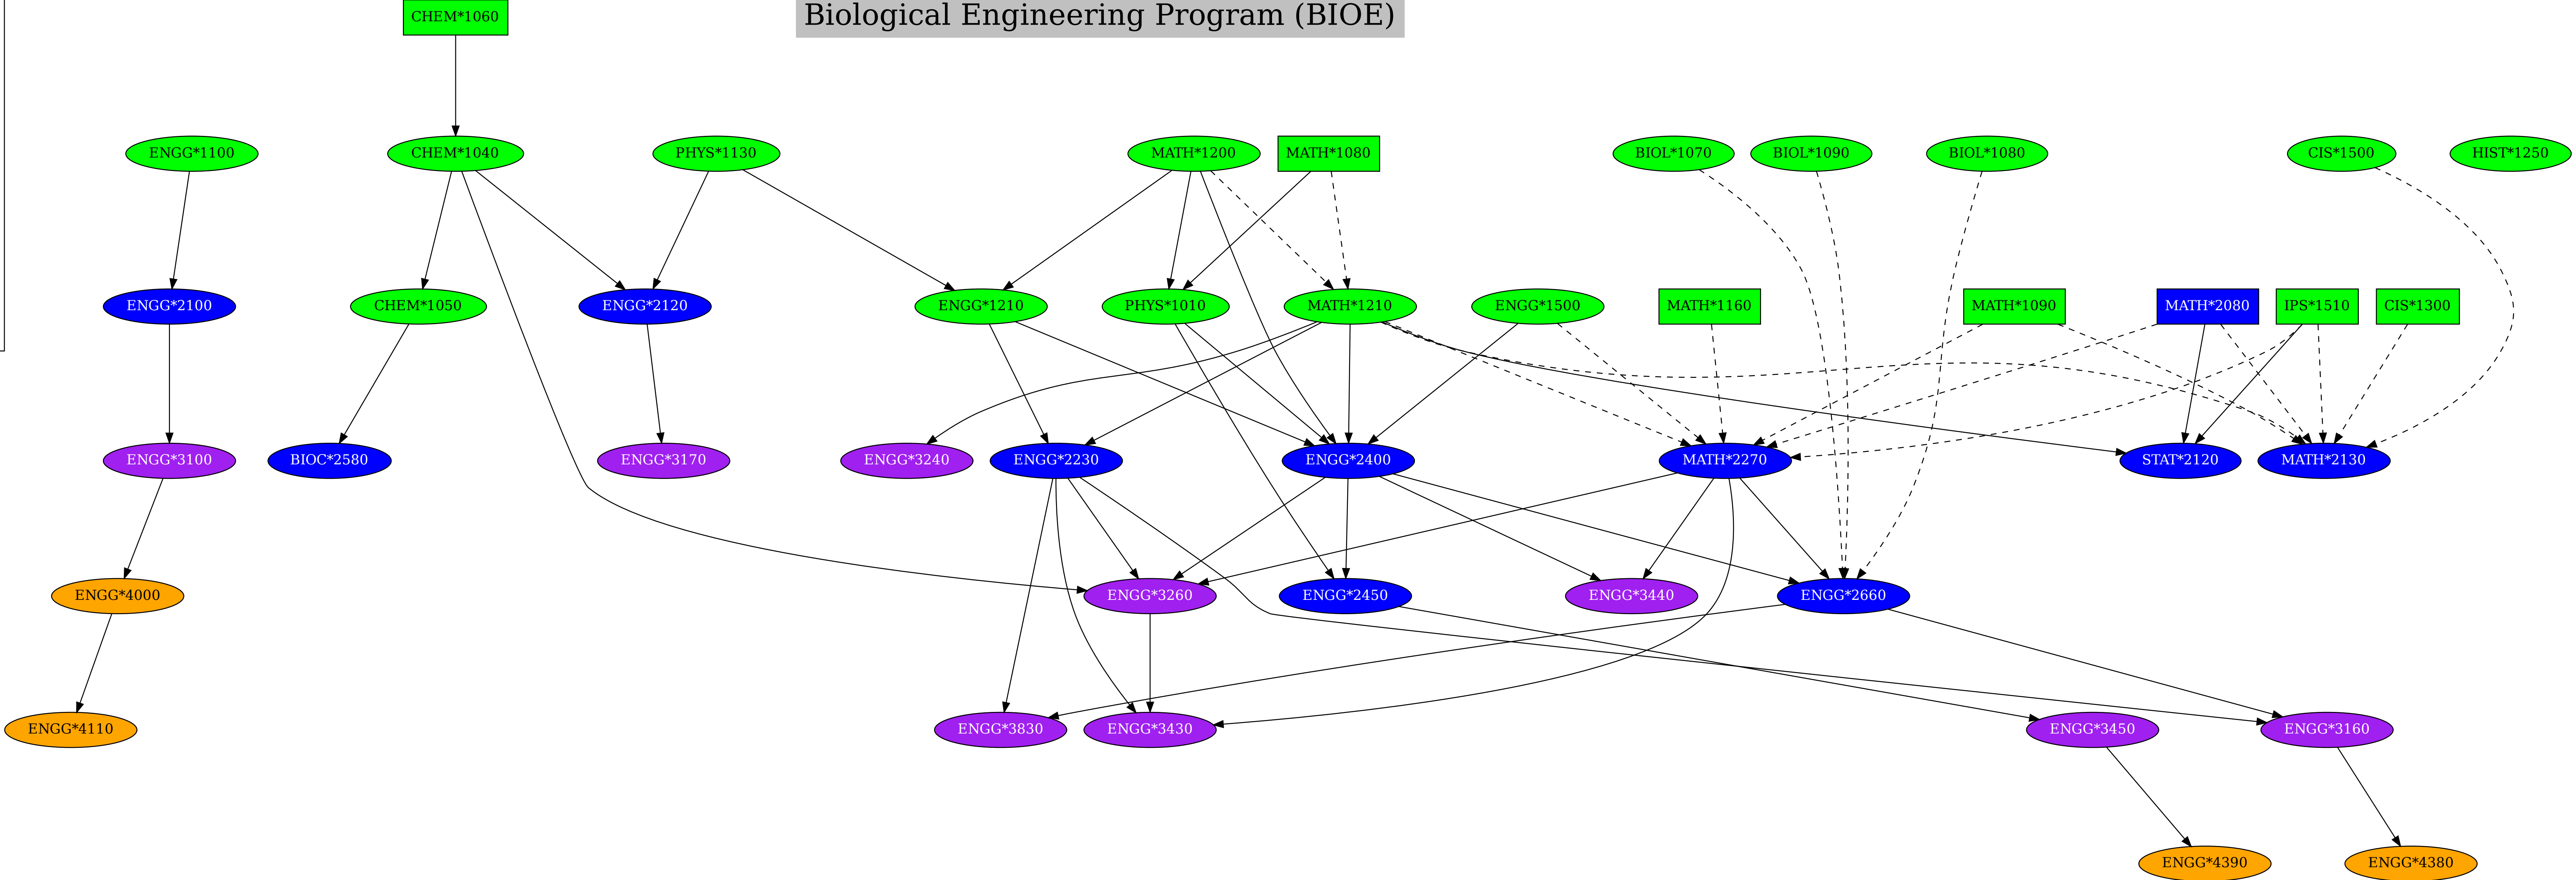 CHEM*1060
Biological Engineering Program (BIOE)
ENGG*1100
CHEM*1040
PHYS*1130
MATH*1200
MATH*1080
BIOL*1070
BIOL*1090
BIOL*1080
CIS*1500
HIST*1250
ENGG*2100
CHEM*1050
ENGG*2120
ENGG*1210
PHYS*1010
MATH*1210
ENGG*1500
MATH*1160
MATH*1090
MATH*2080
IPS*1510
CIS*1300
ENGG*3100
BIOC*2580
ENGG*3170
ENGG*3240
ENGG*2230
ENGG*2400
MATH*2270
STAT*2120
MATH*2130
ENGG*4000
ENGG*3260
ENGG*2450
ENGG*3440
ENGG*2660
ENGG*4110
ENGG*3830
ENGG*3430
ENGG*3450
ENGG*3160
ENGG*4390
ENGG*4380